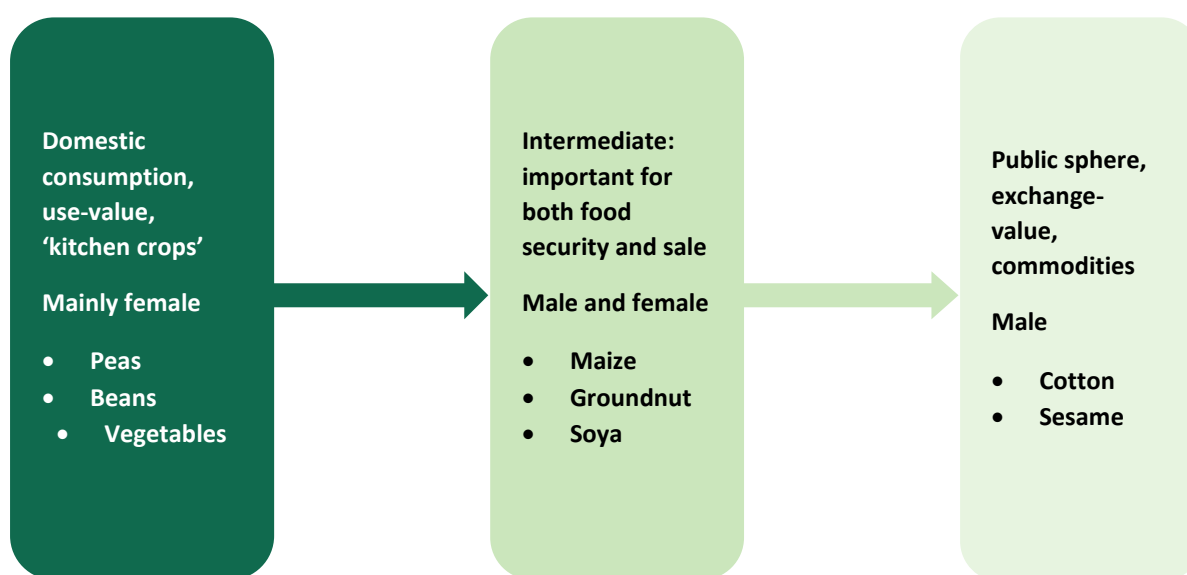 Domestic
consumption,
use-value,
‘kitchen crops’
Mainly female
• Peas
• Beans
• Vegetables
Intermediate:
important for
both food
security and sale
Male and female
• Maize
• Groundnut
• Soya
Public sphere,
exchange-
value,
commodities
Male
• Cotton
• Sesame